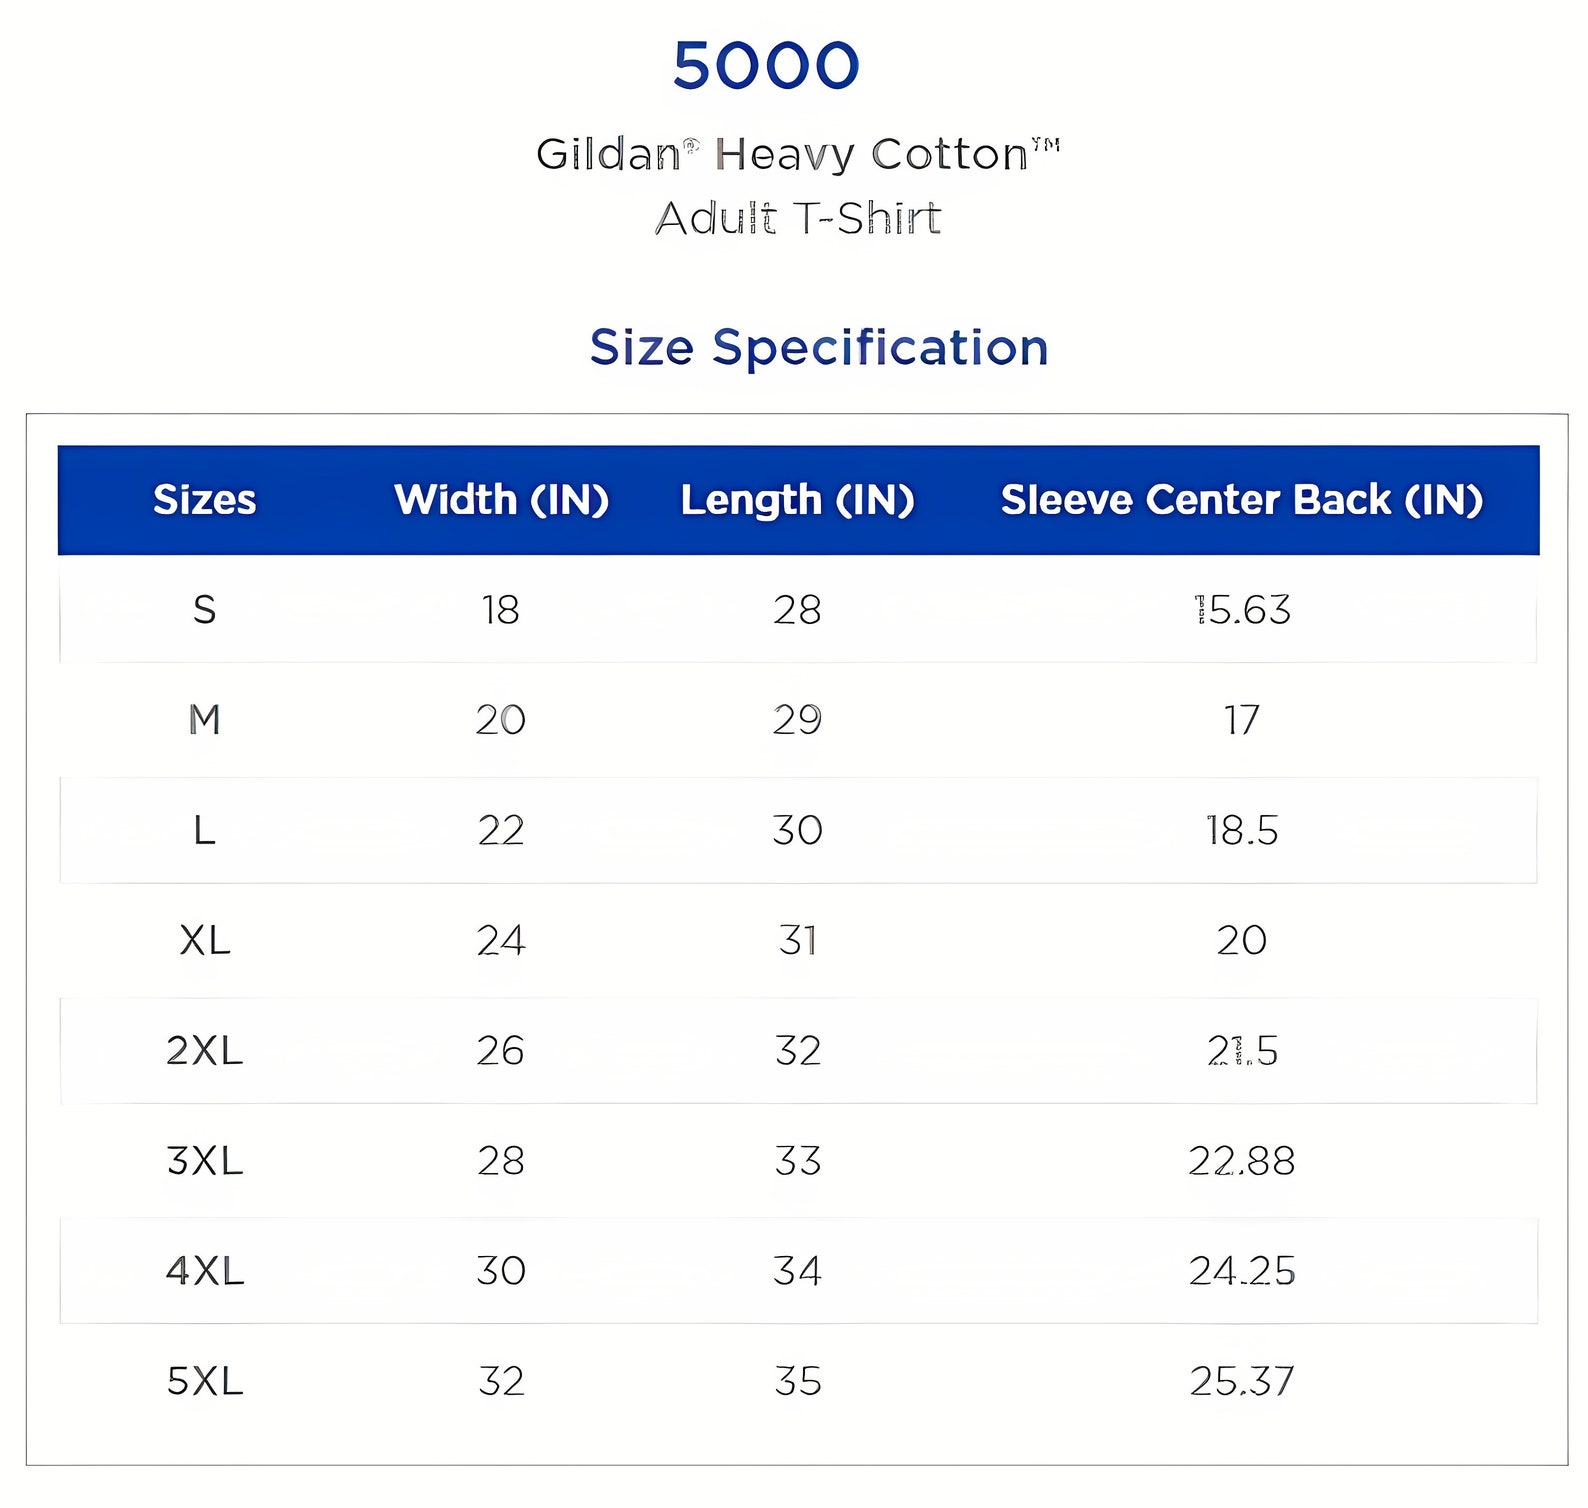 5000
Gildan® Heavy Cotton™
Adult T-Shirt
Size Specification
Sizes Width (IN) Length (IN) Sleeve Center Back (IN)
S 18 28 15.63
M 20 29 17
L 22 30 18.5
XL 24 31 20
2XL 26 32 21.5
3XL 28 33 22.88
4XL 30 34 24.25
5XL 32 35 25.37